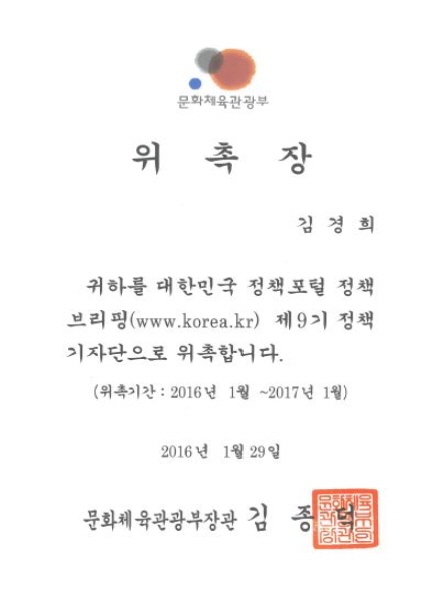 문화체육관광부
위 촉 장
김 경 희
귀하를 대한민국 정책포털 정책
브리핑(www.korea.kr) 제9기 정책
기자단으로 위촉합니다.
(위촉기간 : 2016년 1월 ~2017년 1월)
2016년 1월 29일
문화체육관광부장관 김 종 덕